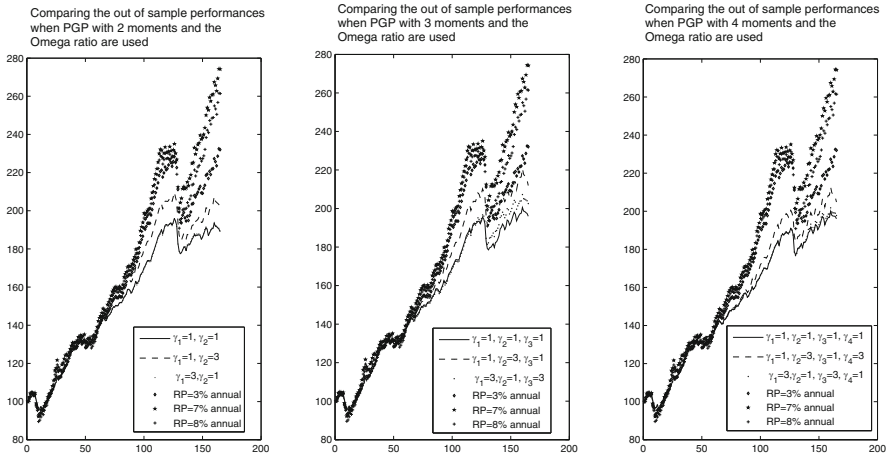 Comparing the out of sample performances
when PGP with 2 moments and the
Omega ratio are used
280
260
240
220
200
180
160
140
120
100
80
0
50
100
150
200
γ₁=1, γ₂=1
γ₁=1, γ₂=3
γ₁=3,γ₂=1
RP=3% annual
RP=7% annual
RP=8% annual
Comparing the out of sample performances
when PGP with 3 moments and the
Omega ratio are used
280
260
240
220
200
180
160
140
120
100
80
0
50
100
150
200
γ₁=1, γ₂=1, γ₃=1
γ₁=1, γ₂=3, γ₃=1
γ₁=3,γ₂=1, γ₃=3
RP=3% annual
RP=7% annual
RP=8% annual
Comparing the out of sample performances
when PGP with 4 moments and the
Omega ratio are used
280
260
240
220
200
180
160
140
120
100
80
0
50
100
150
200
γ₁=1, γ₂=1, γ₃=1, γ₄=1
γ₁=1, γ₂=3, γ₃=1, γ₄=3
γ₁=3,γ₂=1, γ₃=3, γ₄=1
RP=3% annual
RP=7% annual
RP=8% annual